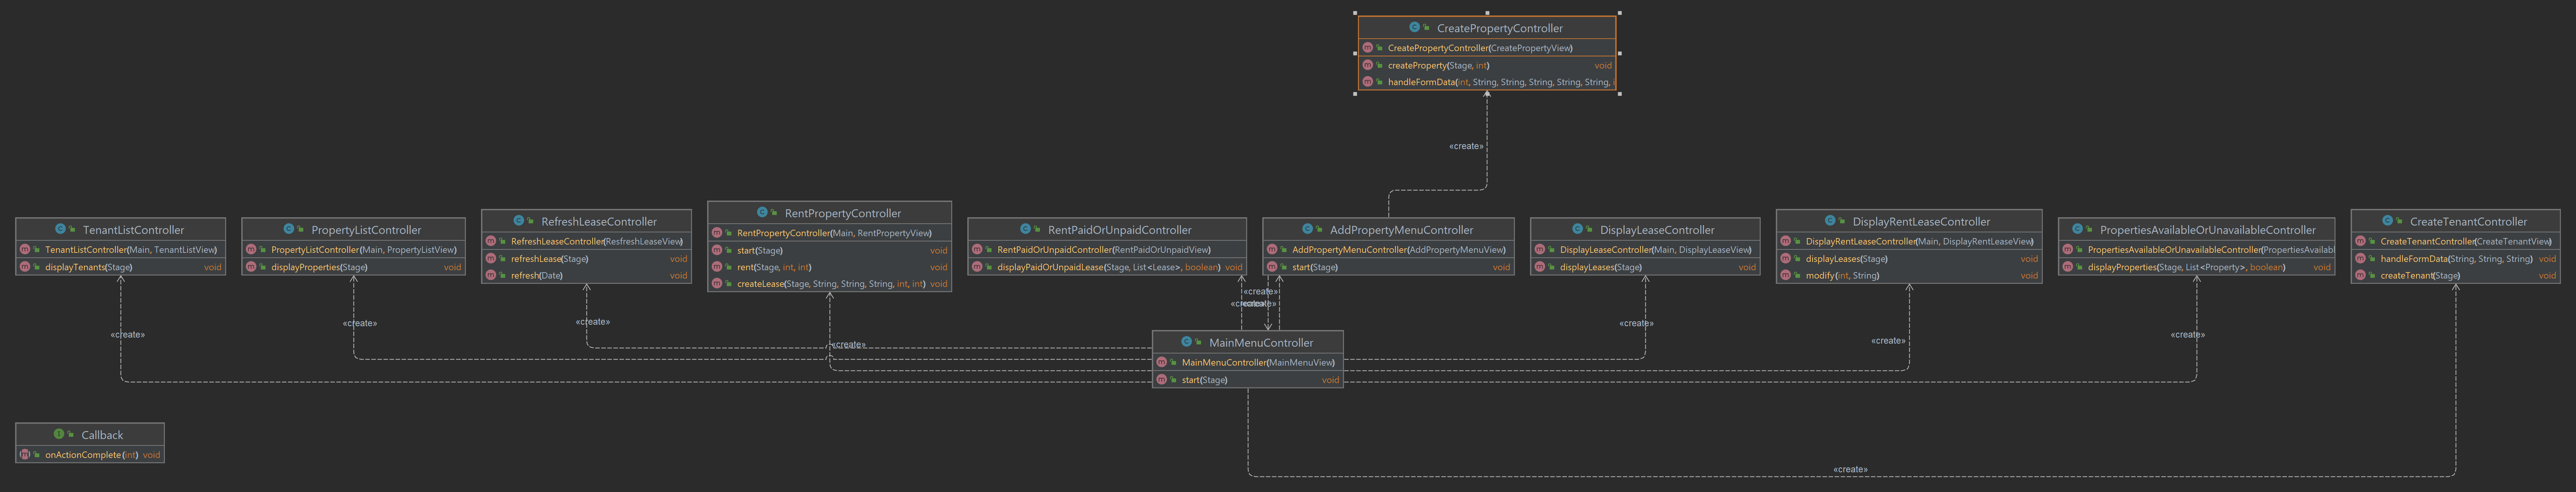 CreatePropertyController
CreatePropertyController(CreatePropertyView)
createProperty(Stage, int) void
handleFormData(int, String, String, String, String, String, i
«create»
TenantListController
TenantListController(Main, TenantListView)
displayTenants(Stage) void
PropertyListController
PropertyListController(Main, PropertyListView)
displayProperties(Stage) void
RefreshLeaseController
RefreshLeaseController(ResfreshLeaseView)
refreshLease(Stage) void
refresh(Date) void
RentPropertyController
RentPropertyController(Main, RentPropertyView)
start(Stage) void
rent(Stage, int, int) void
createLease(Stage, String, String, String, int, int) void
RentPaidOrUnpaidController
RentPaidOrUnpaidController(RentPaidOrUnpaidView)
displayPaidOrUnpaidLease(Stage, List<Lease>, boolean) void
AddPropertyMenuController
AddPropertyMenuController(AddPropertyMenuView)
start(Stage) void
DisplayLeaseController
DisplayLeaseController(Main, DisplayLeaseView)
displayLeases(Stage) void
DisplayRentLeaseController
DisplayRentLeaseController(Main, DisplayRentLeaseView)
displayLeases(Stage) void
modify(int, String) void
PropertiesAvailableOrUnavailableController
PropertiesAvailableOrUnavailableController(PropertiesAvailabl
displayProperties(Stage, List<Property>, boolean) void
CreateTenantController
CreateTenantController(CreateTenantView)
handleFormData(String, String, String) void
createTenant(Stage) void
«create»
«create»
«create»
«create»
«create»
«create»
«create»
«create»
«create»
«create»
MainMenuController
MainMenuController(MainMenuView)
start(Stage) void
Callback
onActionComplete(int) void
«create»